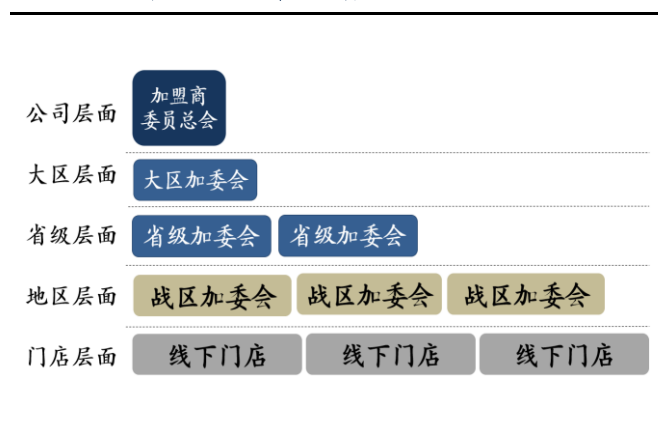 加盟商
公司层面
委员总会
大区层面
大区加委会
省级层面
省级加委会
省级加委会
地区层面
战区加委会
战区加委会
战区加委会
门店层面
线下门店
线下门店
线下门店